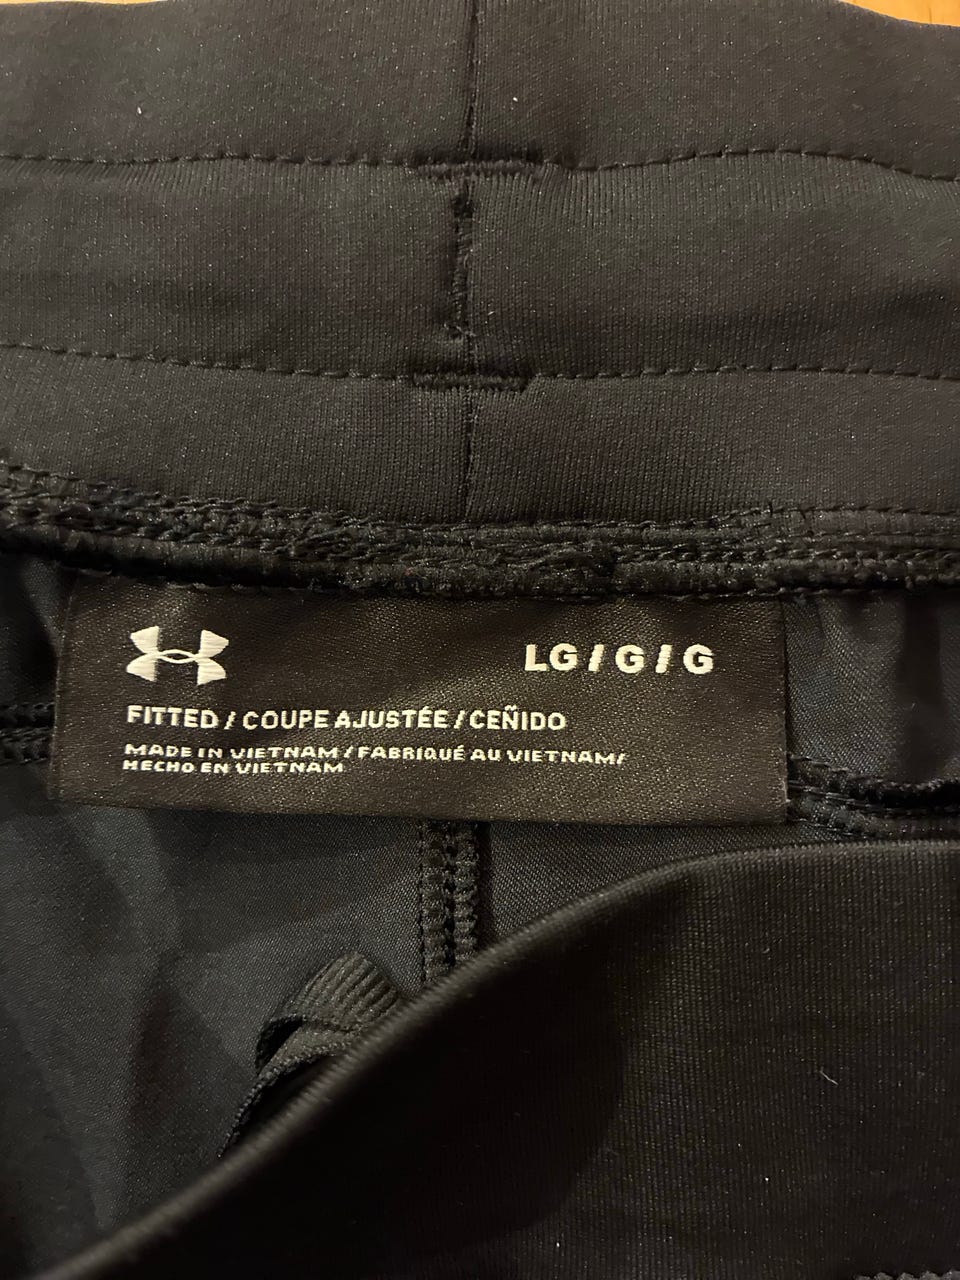 LG / G / G
FITTED / COUPE AJUSTÉE / CEÑIDO
MADE IN VIETNAM / FABRIQUÉ AU VIETNAM/
HECHO EN VIETNAM